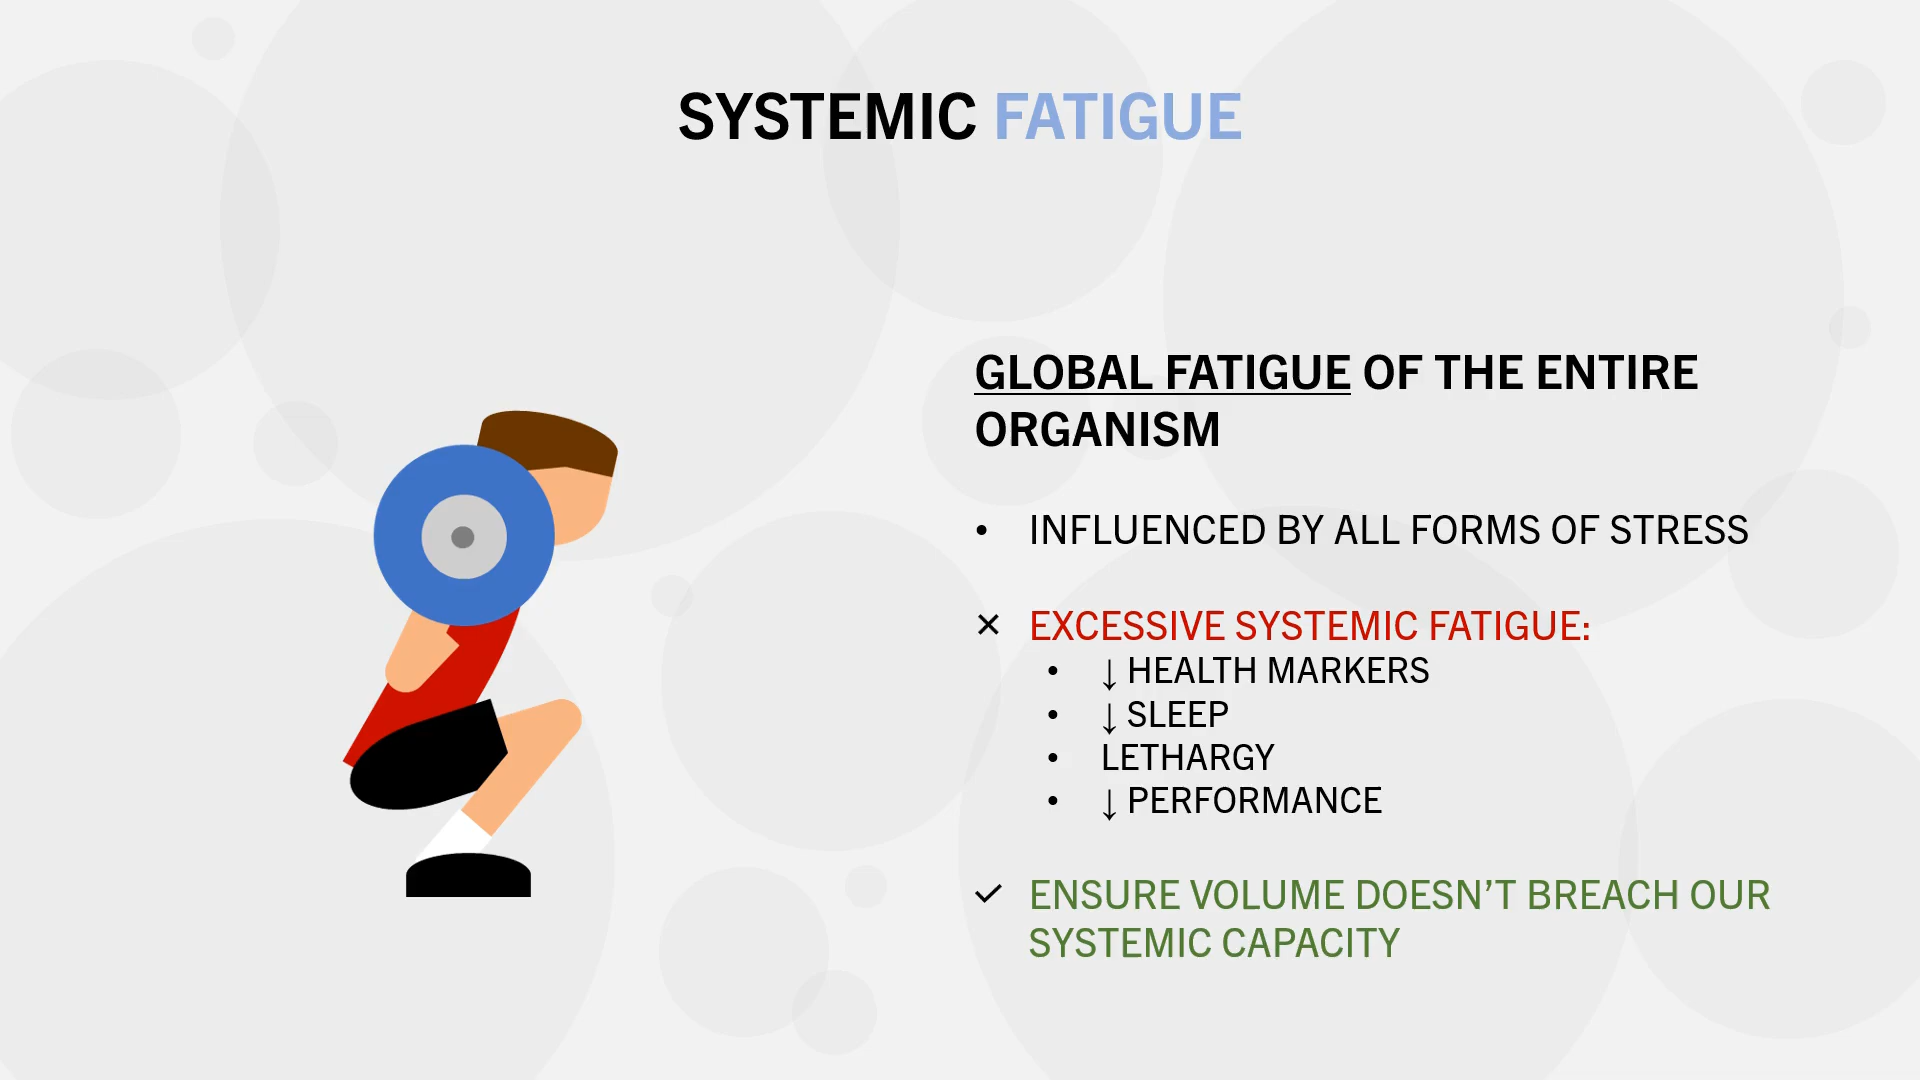 SYSTEMIC FATIGUE
GLOBAL FATIGUE OF THE ENTIRE
ORGANISM
• INFLUENCED BY ALL FORMS OF STRESS
✕ EXCESSIVE SYSTEMIC FATIGUE:
• ↓ HEALTH MARKERS
• ↓ SLEEP
• LETHARGY
• ↓ PERFORMANCE
✓ ENSURE VOLUME DOESN’T BREACH OUR
SYSTEMIC CAPACITY